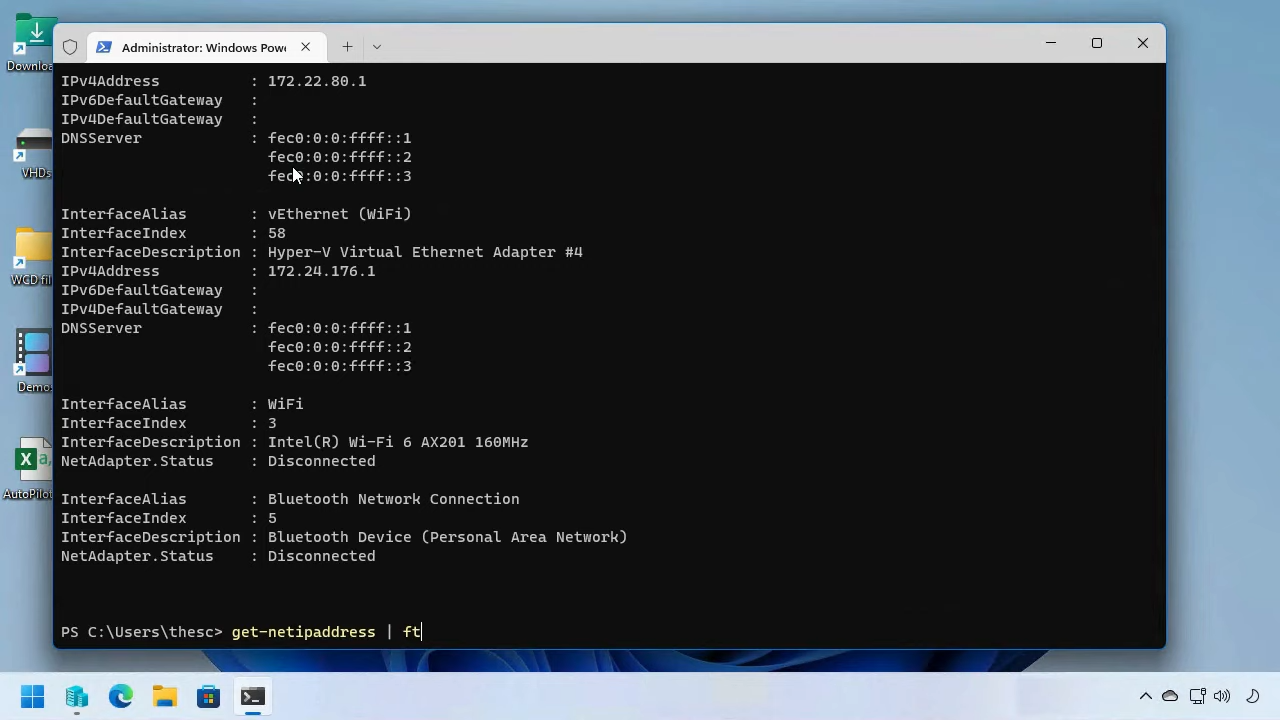 Downloa
VHDs
WCD fil
Demos
AutoPilot
Administrator: Windows Powe
IPv4Address : 172.22.80.1
IPv6DefaultGateway :
IPv4DefaultGateway :
DNSServer : fec0:0:0:ffff::1
fec0:0:0:ffff::2
fec0:0:0:ffff::3
InterfaceAlias : vEthernet (WiFi)
InterfaceIndex : 58
InterfaceDescription : Hyper-V Virtual Ethernet Adapter #4
IPv4Address : 172.24.176.1
IPv6DefaultGateway :
IPv4DefaultGateway :
DNSServer : fec0:0:0:ffff::1
fec0:0:0:ffff::2
fec0:0:0:ffff::3
InterfaceAlias : WiFi
InterfaceIndex : 3
InterfaceDescription : Intel(R) Wi-Fi 6 AX201 160MHz
NetAdapter.Status : Disconnected
InterfaceAlias : Bluetooth Network Connection
InterfaceIndex : 5
InterfaceDescription : Bluetooth Device (Personal Area Network)
NetAdapter.Status : Disconnected
PS C:\Users\thesc> get-netipaddress | ft